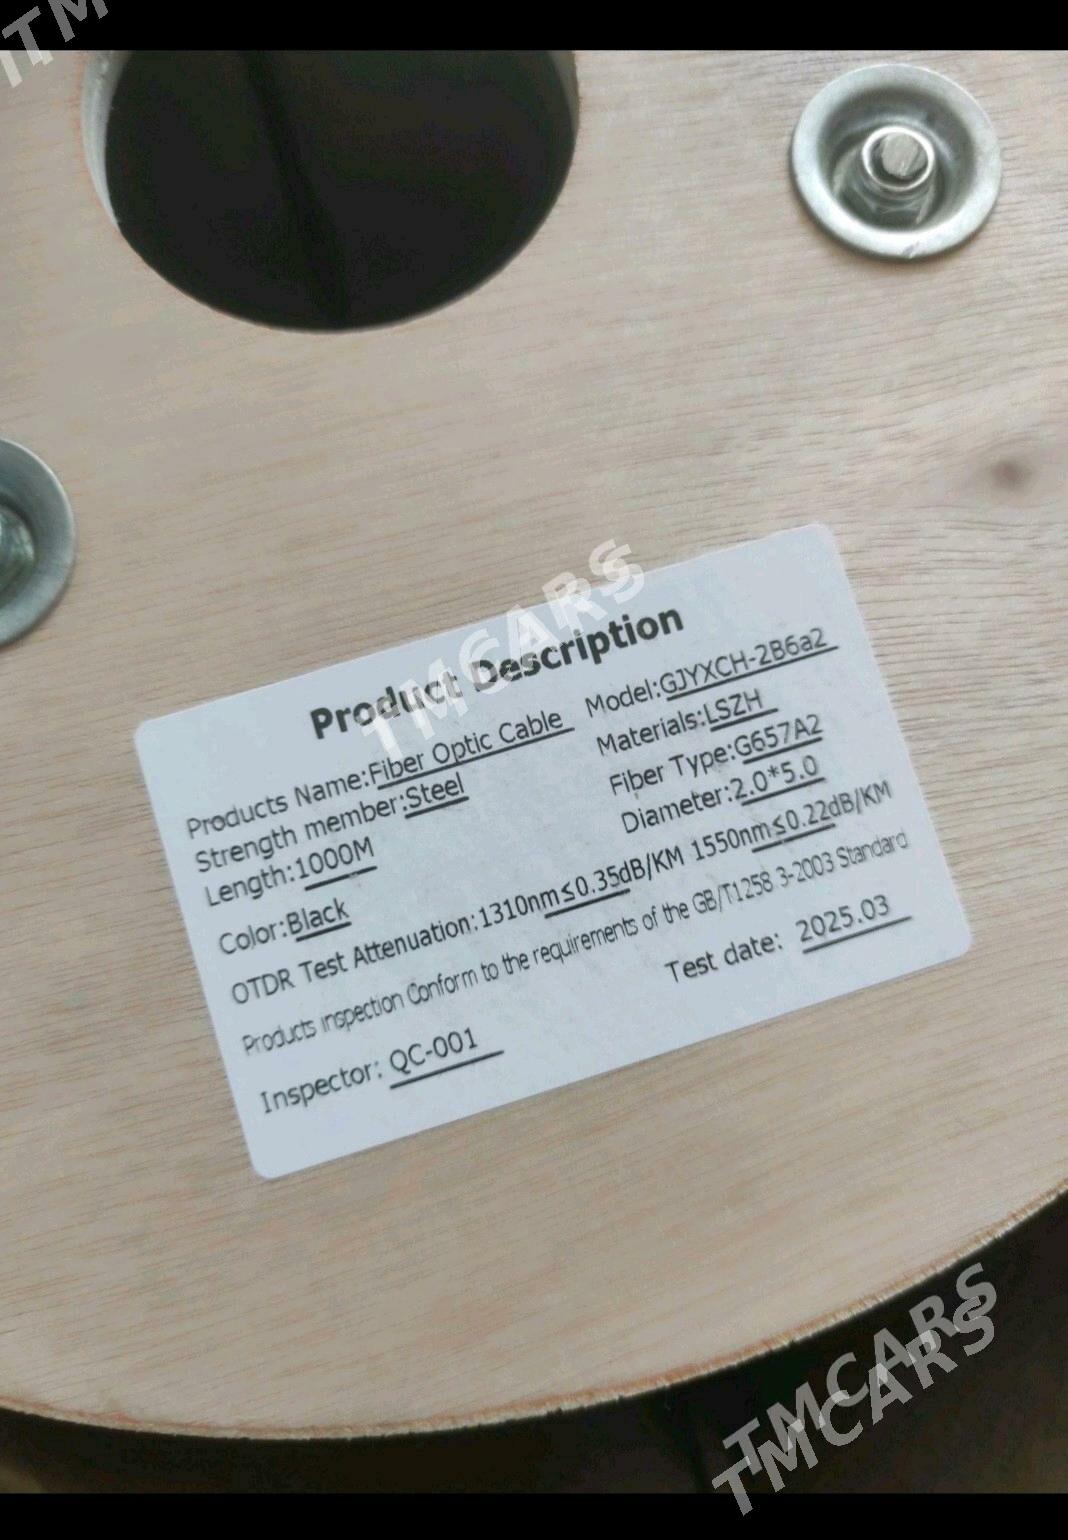 TMCARS
Product Description
Products Name:Fiber Optic Cable Model:GJYXCH-2B6a2
Strength member:Steel Materials:LSZH
Length:1000M Fiber Type:G657A2
Color:Black Diameter:2.0*5.0
OTDR Test Attenuation:1310nm≤0.35dB/KM 1550nm≤0.22dB/KM
Products inspection Conform to the requirements of the GB/T1258 3-2003 Standard
Inspector: QC-001 Test date: 2025.03
TMCARS
TMCARS